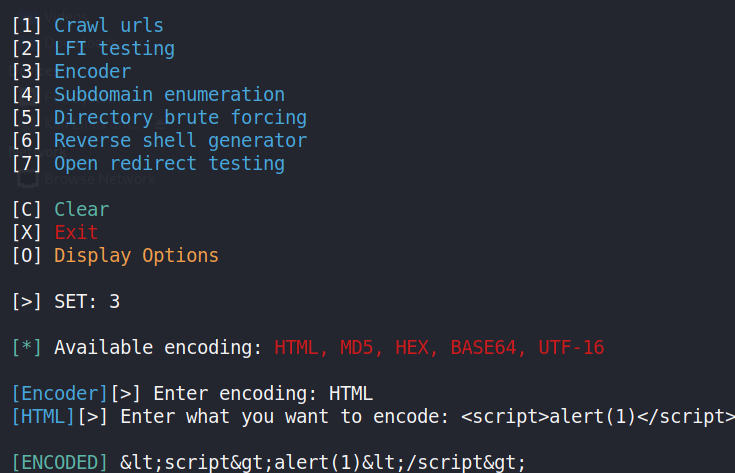 [1] Crawl urls
[2] LFI testing
[3] Encoder
[4] Subdomain enumeration
[5] Directory brute forcing
[6] Reverse shell generator
[7] Open redirect testing
Browse Network
[C] Clear
[X] Exit
[O] Display Options
[>] SET: 3
[*] Available encoding: HTML, MD5, HEX, BASE64, UTF-16
[Encoder][>] Enter encoding: HTML
[HTML][>] Enter what you want to encode: <script>alert(1)</script>
[ENCODED] &lt;script&gt;alert(1)&lt;/script&gt;